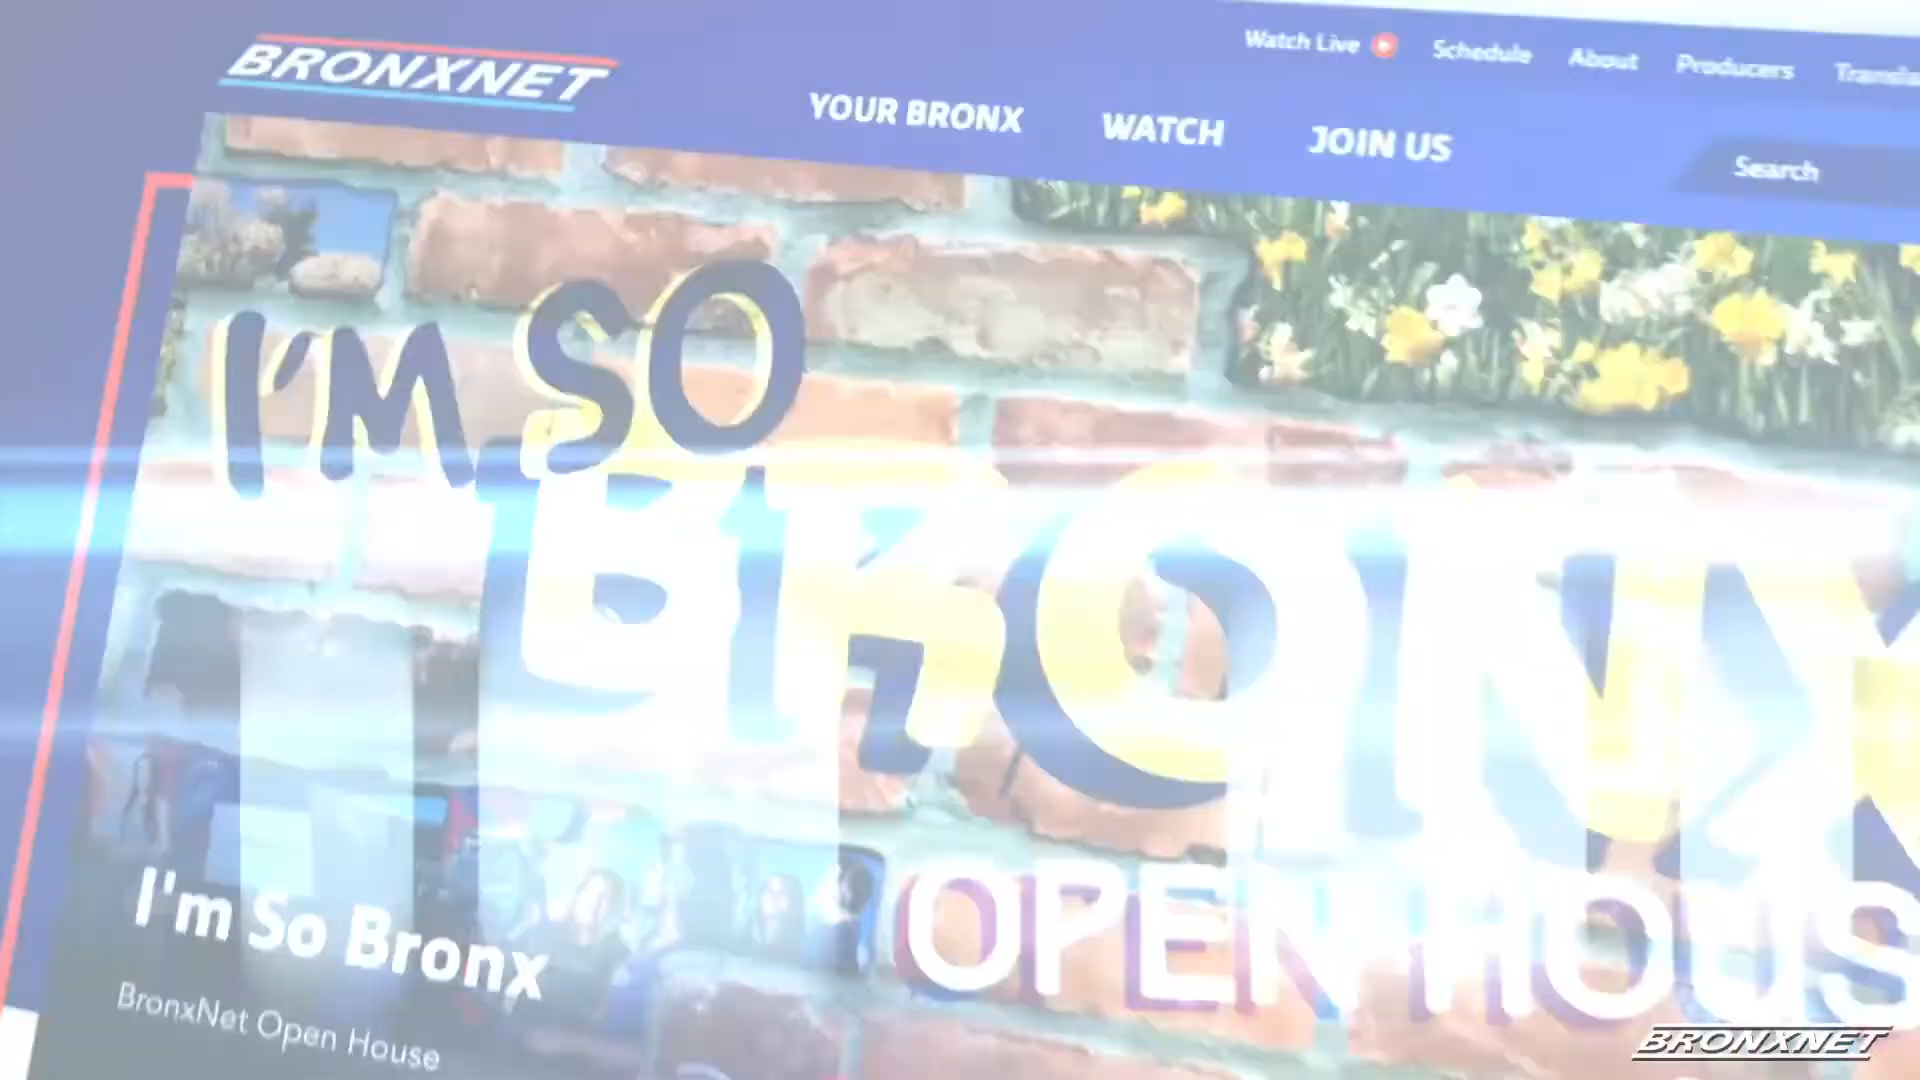 BRONXNET
Watch Live
Schedule
About
Producers
YOUR BRONX
WATCH
JOIN US
Search
I'M SO
BRONX
OPEN HOUS
I'm So Bronx
BronxNet Open House
BRONXNET